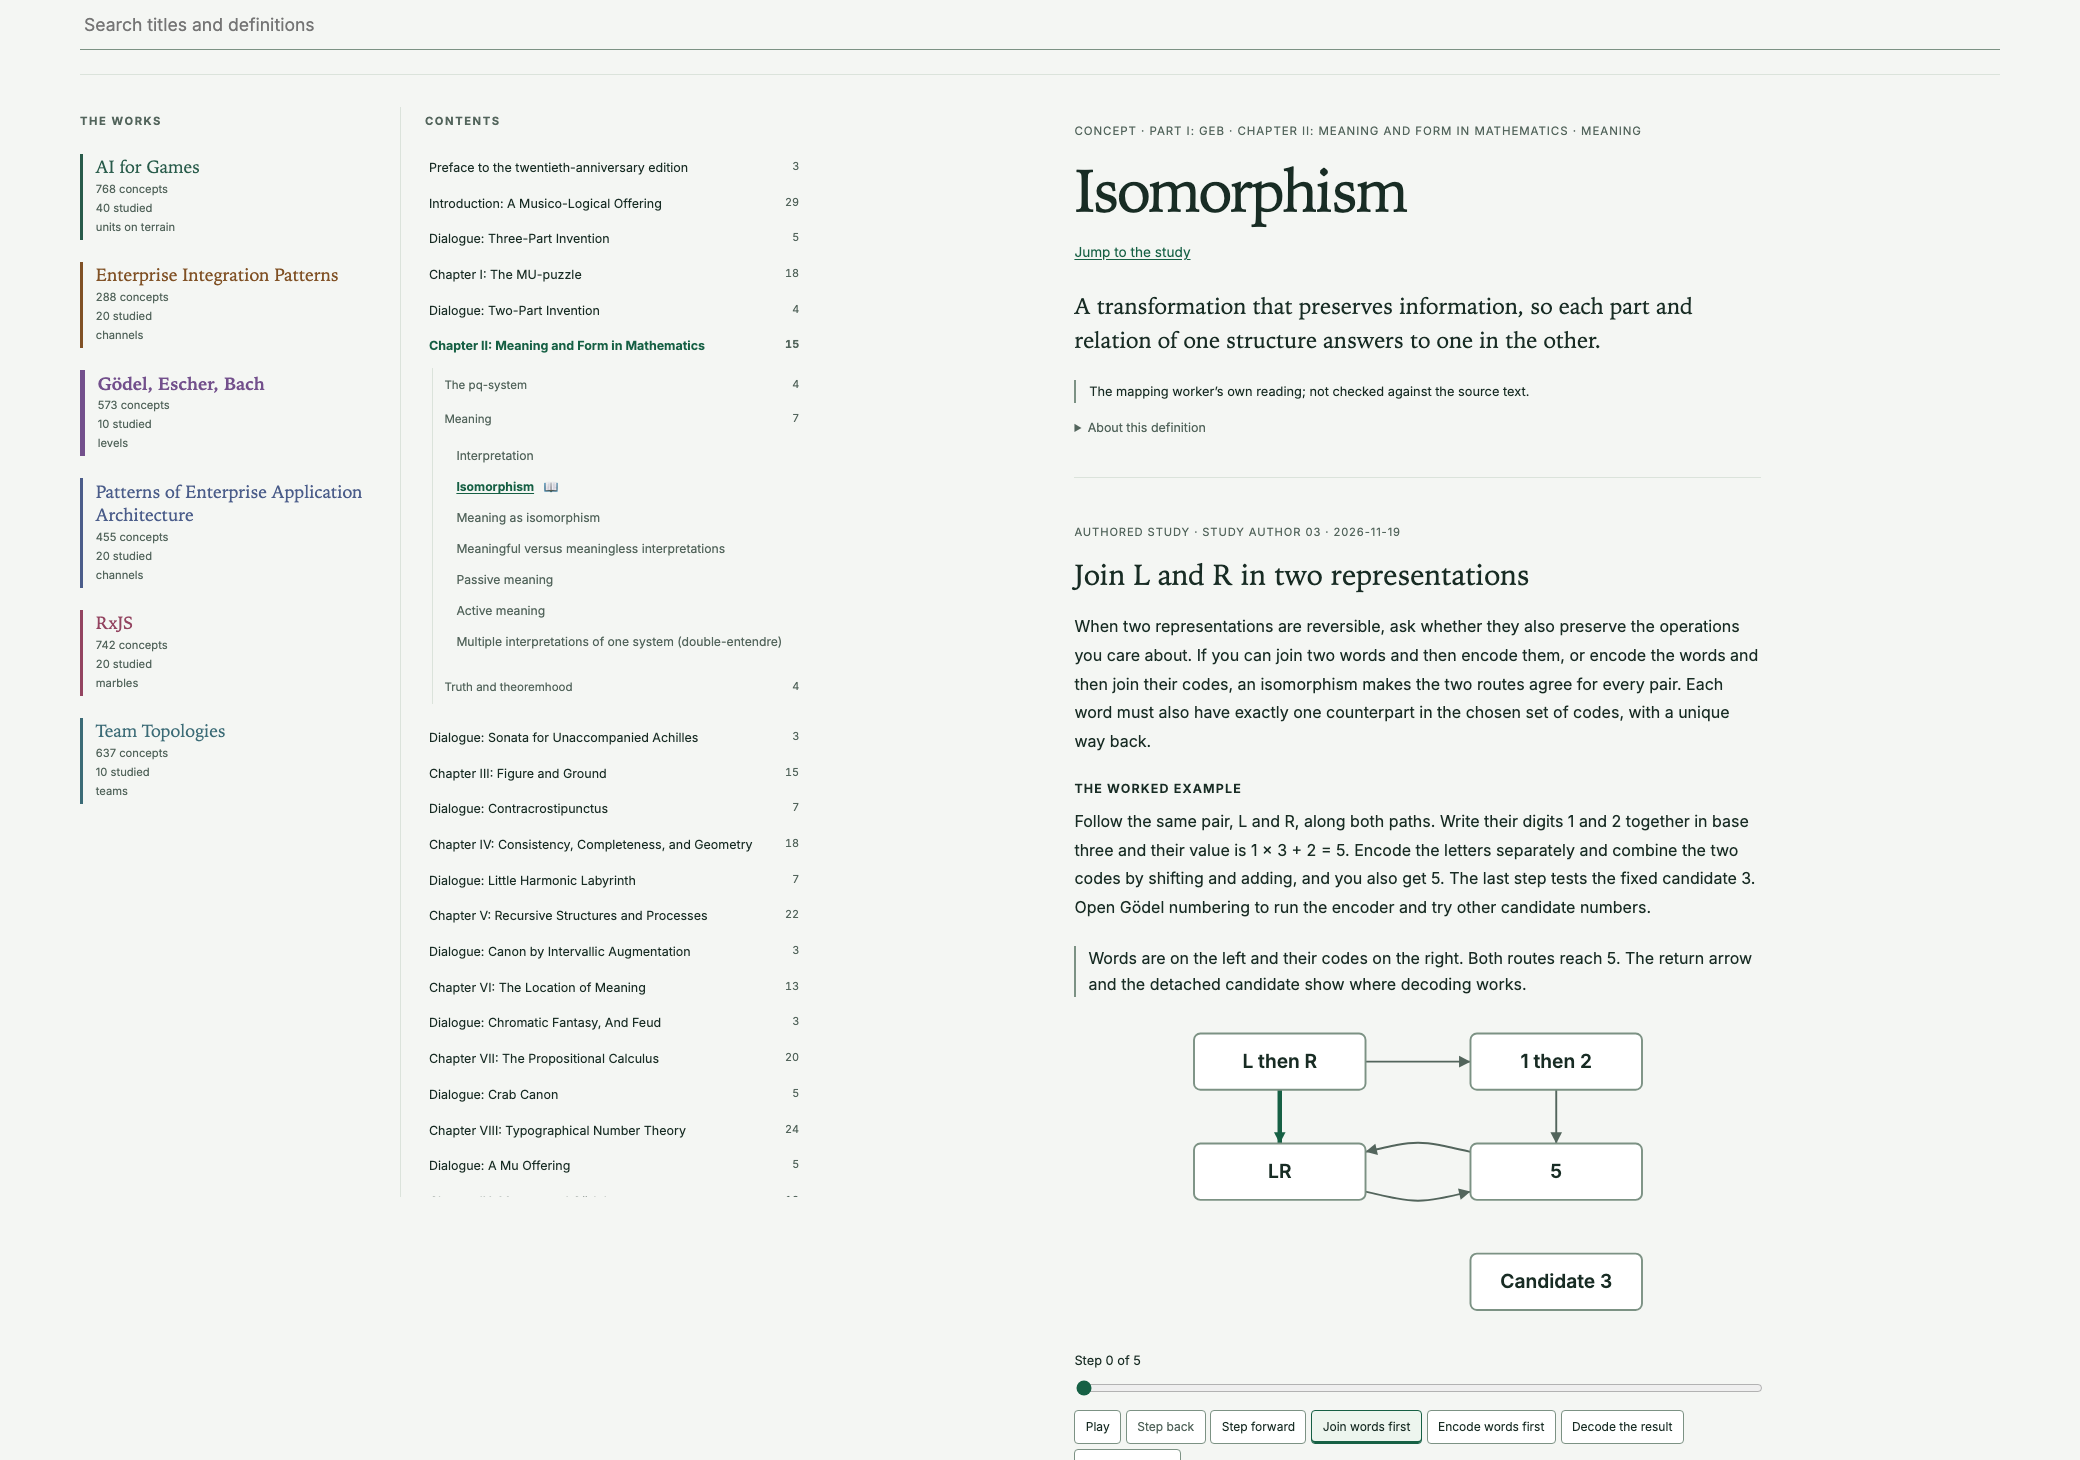 Search titles and definitions
THE WORKS
AI for Games
768 concepts
40 studied
units on terrain
Enterprise Integration Patterns
288 concepts
20 studied
channels
Gödel, Escher, Bach
573 concepts
10 studied
levels
Patterns of Enterprise Application
Architecture
455 concepts
20 studied
channels
RxJS
742 concepts
20 studied
marbles
Team Topologies
637 concepts
10 studied
teams
CONTENTS
Preface to the twentieth-anniversary edition 3
Introduction: A Musico-Logical Offering 29
Dialogue: Three-Part Invention 5
Chapter I: The MU-puzzle 18
Dialogue: Two-Part Invention 4
Chapter II: Meaning and Form in Mathematics 15
The pq-system 4
Meaning 7
Interpretation
Isomorphism
Meaning as isomorphism
Meaningful versus meaningless interpretations
Passive meaning
Active meaning
Multiple interpretations of one system (double-entendre)
Truth and theoremhood 4
Dialogue: Sonata for Unaccompanied Achilles 3
Chapter III: Figure and Ground 15
Dialogue: Contracrostipunctus 7
Chapter IV: Consistency, Completeness, and Geometry 18
Dialogue: Little Harmonic Labyrinth 7
Chapter V: Recursive Structures and Processes 22
Dialogue: Canon by Intervallic Augmentation 3
Chapter VI: The Location of Meaning 13
Dialogue: Chromatic Fantasy, And Feud 3
Chapter VII: The Propositional Calculus 20
Dialogue: Crab Canon 5
Chapter VIII: Typographical Number Theory 24
Dialogue: A Mu Offering 5
CONCEPT · PART I: GEB · CHAPTER II: MEANING AND FORM IN MATHEMATICS · MEANING
Isomorphism
Jump to the study
A transformation that preserves information, so each part and
relation of one structure answers to one in the other.
The mapping worker’s own reading; not checked against the source text.
About this definition
AUTHORED STUDY · STUDY AUTHOR 03 · 2026-11-19
Join L and R in two representations
When two representations are reversible, ask whether they also preserve the operations
you care about. If you can join two words and then encode them, or encode the words and
then join their codes, an isomorphism makes the two routes agree for every pair. Each
word must also have exactly one counterpart in the chosen set of codes, with a unique
way back.
THE WORKED EXAMPLE
Follow the same pair, L and R, along both paths. Write their digits 1 and 2 together in base
three and their value is 1 × 3 + 2 = 5. Encode the letters separately and combine the two
codes by shifting and adding, and you also get 5. The last step tests the fixed candidate 3.
Open Gödel numbering to run the encoder and try other candidate numbers.
Words are on the left and their codes on the right. Both routes reach 5. The return arrow
and the detached candidate show where decoding works.
L then R
1 then 2
LR
5
Candidate 3
Step 0 of 5
Play
Step back
Step forward
Join words first
Encode words first
Decode the result